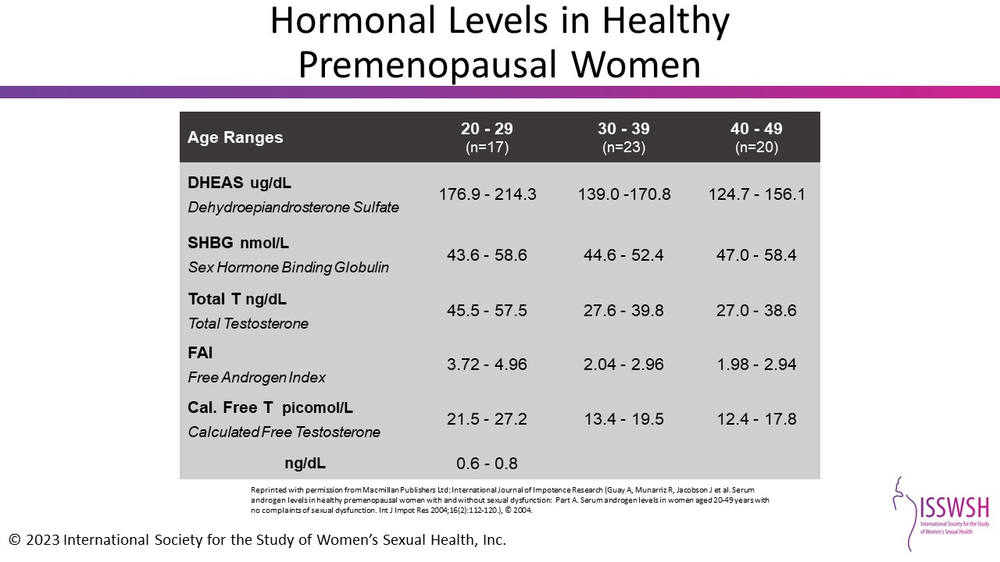 Hormonal Levels in Healthy
Premenopausal Women
Age Ranges
20 - 29
(n=17)
30 - 39
(n=23)
40 - 49
(n=20)
DHEAS ug/dL
Dehydroepiandrosterone Sulfate
176.9 - 214.3
139.0 -170.8
124.7 - 156.1
SHBG nmol/L
Sex Hormone Binding Globulin
43.6 - 58.6
44.6 - 52.4
47.0 - 58.4
Total T ng/dL
Total Testosterone
45.5 - 57.5
27.6 - 39.8
27.0 - 38.6
FAI
Free Androgen Index
3.72 - 4.96
2.04 - 2.96
1.98 - 2.94
Cal. Free T picomol/L
Calculated Free Testosterone
21.5 - 27.2
13.4 - 19.5
12.4 - 17.8
ng/dL
0.6 - 0.8
Reprinted with permission from Macmillan Publishers Ltd: International Journal of Impotence Research (Guay A, Munarriz R, Jacobson J et al. Serum
androgen levels in healthy premenopausal women with and without sexual dysfunction: Part A. Serum androgen levels in women aged 20-49 years with
no complaints of sexual dysfunction. Int J Impot Res 2004;16(2):112-120.), © 2004.
ISSWSH
International Society for the Study
of Women's Sexual Health
© 2023 International Society for the Study of Women’s Sexual Health, Inc.